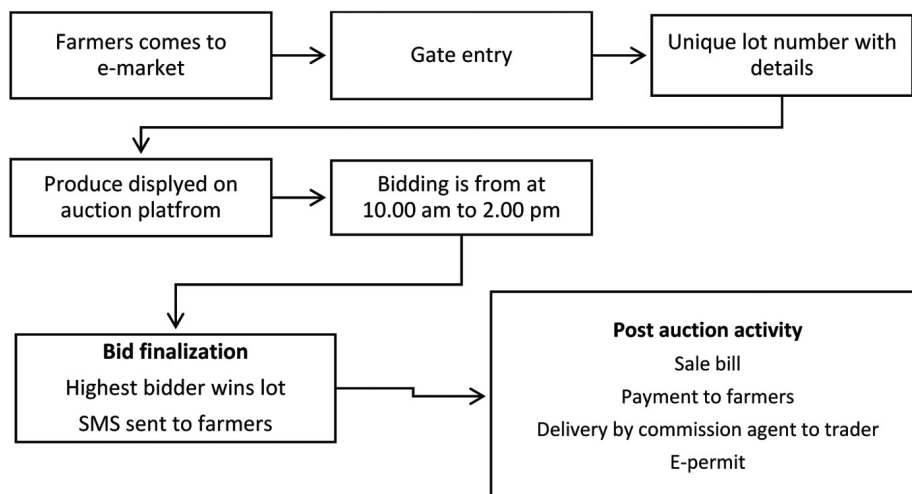 Farmers comes to
e-market
Gate entry
Unique lot number with
details
Produce displyed on
auction platfrom
Bidding is from at
10.00 am to 2.00 pm
Bid finalization
Highest bidder wins lot
SMS sent to farmers
Post auction activity
Sale bill
Payment to farmers
Delivery by commission agent to trader
E-permit